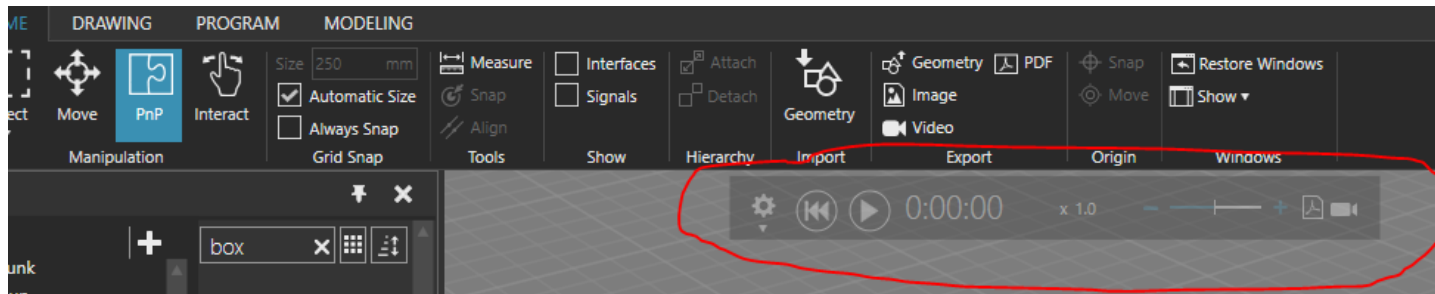 ME DRAWING PROGRAM MODELING
ect Move PnP Interact
Size 250 mm
Automatic Size
Always Snap
Measure
Snap
Align
Interfaces
Signals
Attach
Detach
Geometry
Geometry PDF
Image
Video
Snap
Move
Restore Windows
Show
Manipulation Grid Snap Tools Show Hierarchy Import Export Origin Windows
0:00:00 x 1.0
box
unk